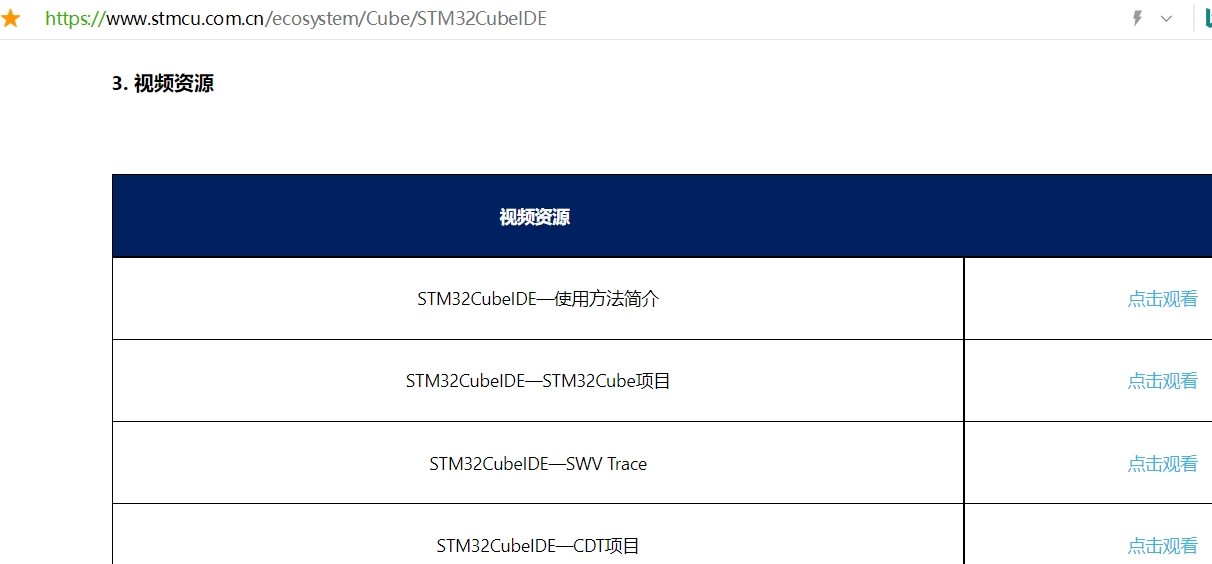 https://www.stmcu.com.cn/ecosystem/Cube/STM32CubeIDE
3. 视频资源
视频资源
STM32CubeIDE—使用方法简介 点击观看
STM32CubeIDE—STM32Cube项目 点击观看
STM32CubeIDE—SWV Trace 点击观看
STM32CubeIDE—CDT项目 点击观看